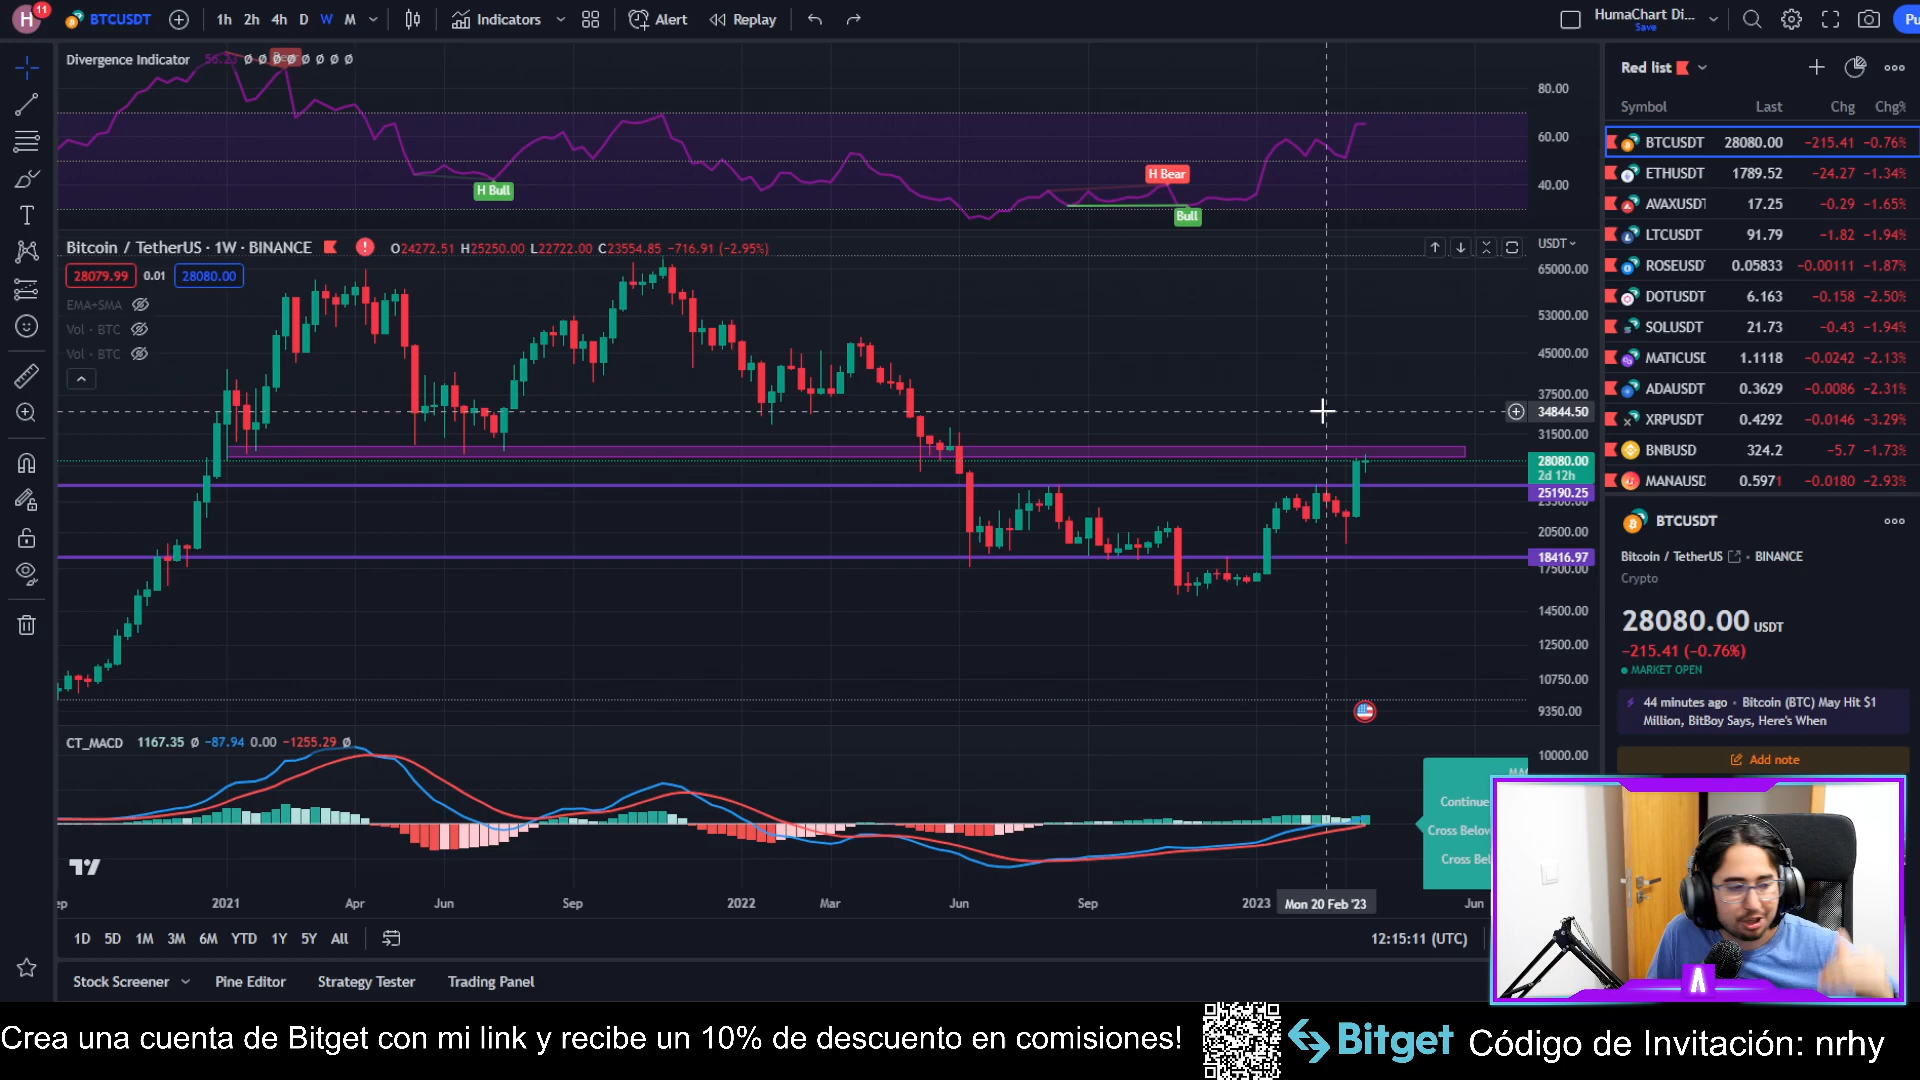 H
11
BTCUSDT
1h 2h 4h D W M
Indicators
Alert
Replay
HumaChart Di...
Save
Divergence Indicator ø ø ø ø ø ø ø ø
80.00
60.00
40.00
H Bull
H Bear
Bull
Bitcoin / TetherUS · 1W · BINANCE O24272.51 H25250.00 L22722.00 C23554.85 −716.91 (−2.95%)
28079.99 0.01 28080.00
EMA+SMA
Vol · BTC
Vol · BTC
USDT
65000.00
53000.00
45000.00
37500.00
34844.50
31500.00
28080.00
2d 12h
25190.25
20500.00
18416.97
17500.00
14500.00
12500.00
10750.00
9350.00
CT_MACD 1167.35 ø −87.94 0.00 −1255.29 ø
10000.00
Continue
Cross Below
Cross Bel
2021 Apr Jun Sep 2022 Mar Jun Sep 2023 Mon 20 Feb '23 Jun
1D 5D 1M 3M 6M YTD 1Y 5Y All
12:15:11 (UTC)
Stock Screener Pine Editor Strategy Tester Trading Panel
Red list
Symbol Last Chg Chg%
BTCUSDT 28080.00 −215.41 −0.76%
ETHUSDT 1789.52 −24.27 −1.34%
AVAXUSDT 17.25 −0.29 −1.65%
LTCUSDT 91.79 −1.82 −1.94%
ROSEUSD 0.05833 −0.00111 −1.87%
DOTUSDT 6.163 −0.158 −2.50%
SOLUSDT 21.73 −0.43 −1.94%
MATICUSE 1.1118 −0.0242 −2.13%
ADAUSDT 0.3629 −0.0086 −2.31%
XRPUSDT 0.4292 −0.0146 −3.29%
BNBUSD 324.2 −5.7 −1.73%
MANAUSD 0.5971 −0.0180 −2.93%
BTCUSDT
Bitcoin / TetherUS · BINANCE
Crypto
28080.00 USDT
−215.41 (−0.76%)
MARKET OPEN
44 minutes ago · Bitcoin (BTC) May Hit $1
Million, BitBoy Says, Here's When
Add note
Crea una cuenta de Bitget con mi link y recibe un 10% de descuento en comisiones!
Bitget
Código de Invitación: nrhy